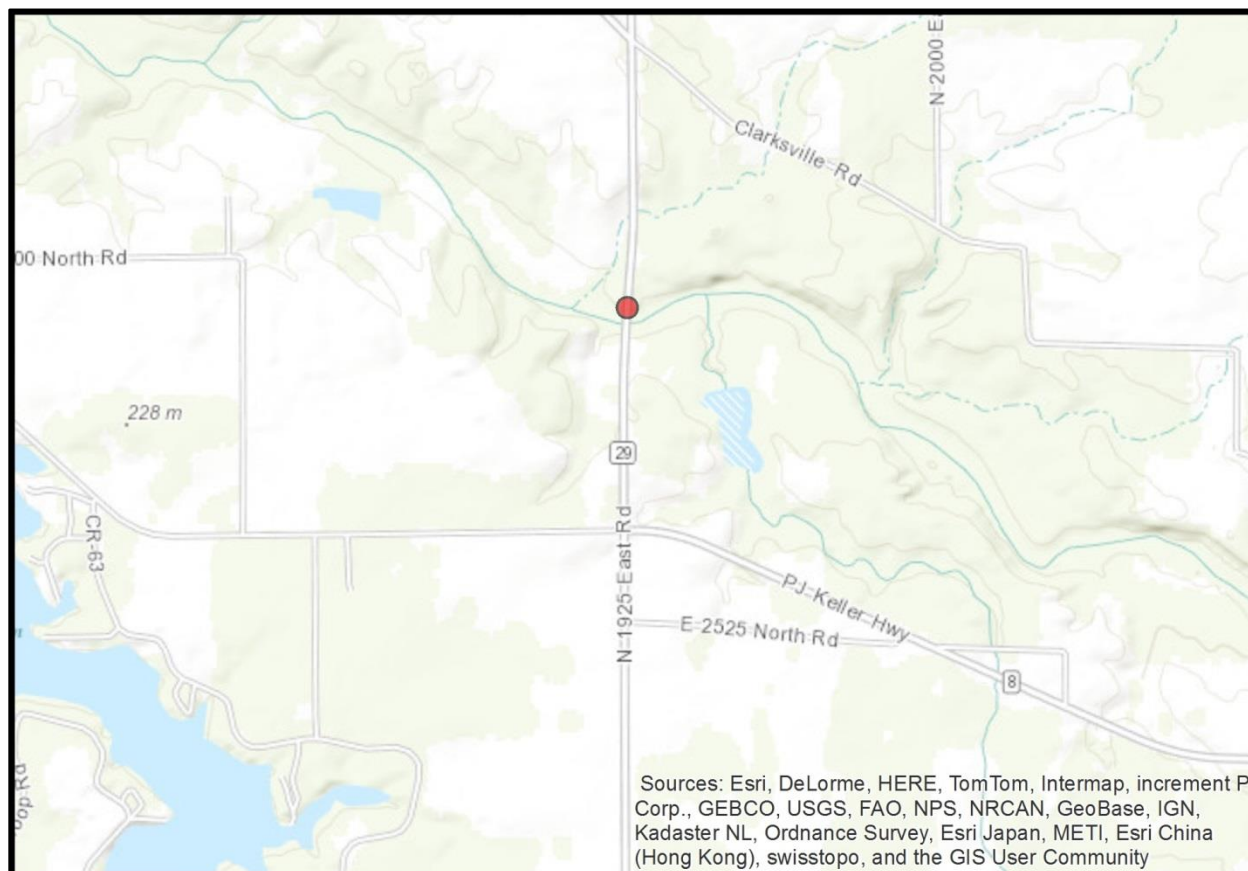 N 2000 E
Clarksville Rd
00 North Rd
228 m
29
CR-63
N 1925 East Rd
PJ Keller Hwy
E 2525 North Rd
8
oop Rd
Sources: Esri, DeLorme, HERE, TomTom, Intermap, increment P
Corp., GEBCO, USGS, FAO, NPS, NRCAN, GeoBase, IGN,
Kadaster NL, Ordnance Survey, Esri Japan, METI, Esri China
(Hong Kong), swisstopo, and the GIS User Community